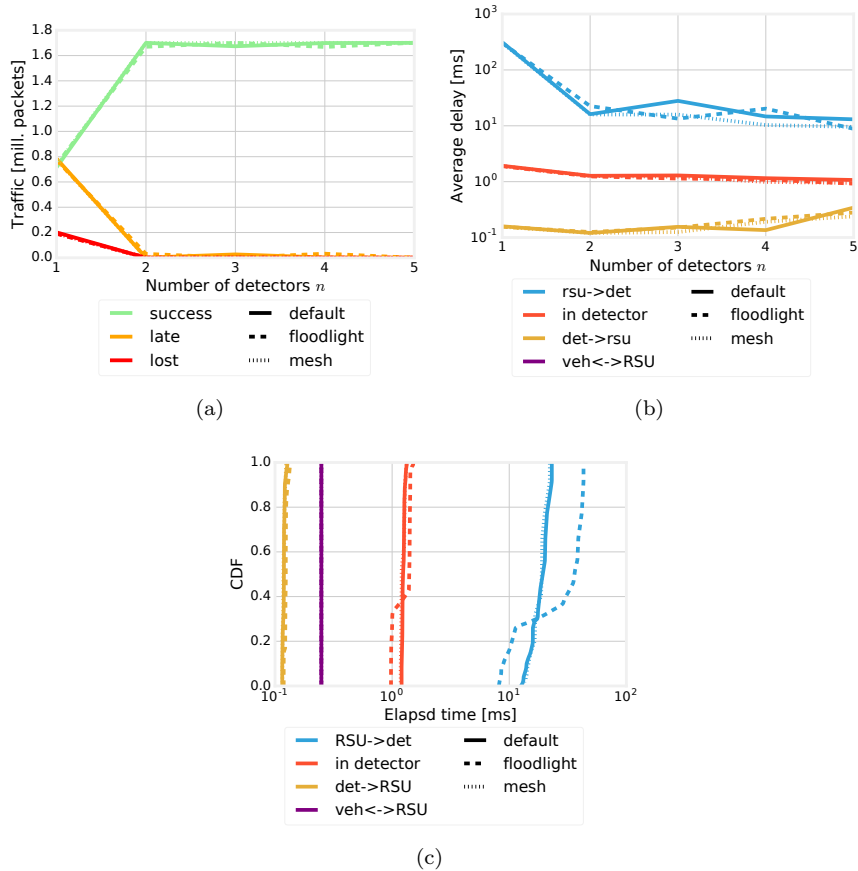 1.8
1.6
1.4
1.2
1.0
0.8
0.6
0.4
0.2
0.0
Traffic [mill. packets]
1 2 3 4 5
Number of detectors n
success default
late floodlight
lost mesh
(a)
10³
10²
10¹
10⁰
10⁻¹
Average delay [ms]
1 2 3 4 5
Number of detectors n
rsu->det default
in detector floodlight
det->rsu mesh
veh<->RSU
(b)
1.0
0.8
0.6
0.4
0.2
0.0
CDF
10⁻¹ 10⁰ 10¹ 10²
Elapsd time [ms]
RSU->det default
in detector floodlight
det->RSU mesh
veh<->RSU
(c)